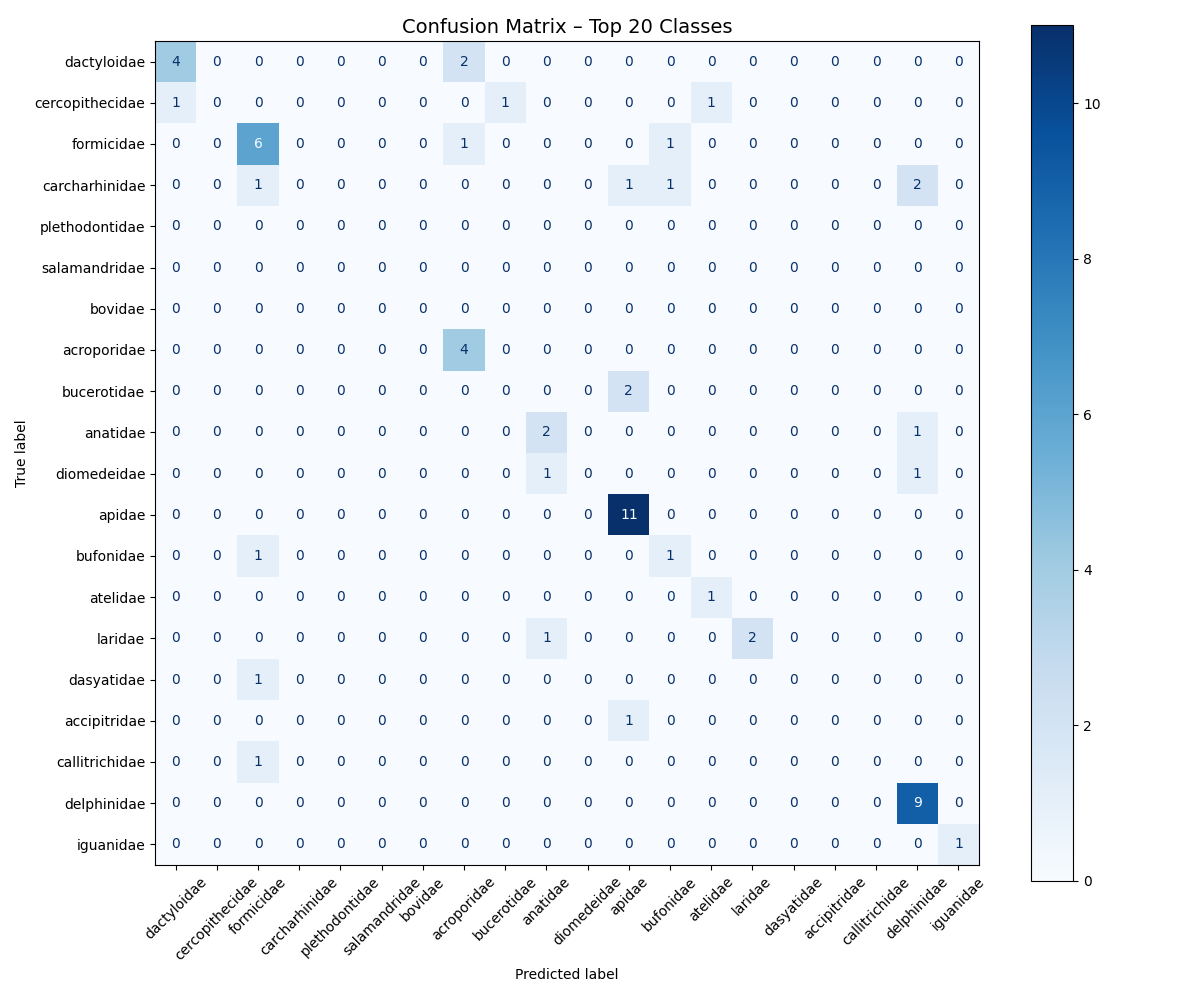 Confusion Matrix – Top 20 Classes
dactyloidae 4 0 0 0 0 0 0 2 0 0 0 0 0 0 0 0 0 0 0 0
cercopithecidae 1 0 0 0 0 0 0 0 1 0 0 0 0 1 0 0 0 0 0 0
formicidae 0 0 6 0 0 0 0 1 0 0 0 0 1 0 0 0 0 0 0 0
carcharhinidae 0 0 1 0 0 0 0 0 0 0 0 1 1 0 0 0 0 0 2 0
plethodontidae 0 0 0 0 0 0 0 0 0 0 0 0 0 0 0 0 0 0 0 0
salamandridae 0 0 0 0 0 0 0 0 0 0 0 0 0 0 0 0 0 0 0 0
bovidae 0 0 0 0 0 0 0 0 0 0 0 0 0 0 0 0 0 0 0 0
acroporidae 0 0 0 0 0 0 0 4 0 0 0 0 0 0 0 0 0 0 0 0
bucerotidae 0 0 0 0 0 0 0 0 0 0 0 2 0 0 0 0 0 0 0 0
anatidae 0 0 0 0 0 0 0 0 0 2 0 0 0 0 0 0 0 0 1 0
diomedeidae 0 0 0 0 0 0 0 0 0 1 0 0 0 0 0 0 0 0 1 0
apidae 0 0 0 0 0 0 0 0 0 0 0 11 0 0 0 0 0 0 0 0
bufonidae 0 0 1 0 0 0 0 0 0 0 0 0 1 0 0 0 0 0 0 0
atelidae 0 0 0 0 0 0 0 0 0 0 0 0 0 1 0 0 0 0 0 0
laridae 0 0 0 0 0 0 0 0 0 1 0 0 0 0 2 0 0 0 0 0
dasyatidae 0 0 1 0 0 0 0 0 0 0 0 0 0 0 0 0 0 0 0 0
accipitridae 0 0 0 0 0 0 0 0 0 0 0 1 0 0 0 0 0 0 0 0
callitrichidae 0 0 1 0 0 0 0 0 0 0 0 0 0 0 0 0 0 0 0 0
delphinidae 0 0 0 0 0 0 0 0 0 0 0 0 0 0 0 0 0 0 9 0
iguanidae 0 0 0 0 0 0 0 0 0 0 0 0 0 0 0 0 0 0 0 1
True label
dactyloidae
cercopithecidae
formicidae
carcharhinidae
plethodontidae
salamandridae
bovidae
acroporidae
bucerotidae
anatidae
diomedeidae
apidae
bufonidae
atelidae
laridae
dasyatidae
accipitridae
callitrichidae
delphinidae
iguanidae
Predicted label
10
8
6
4
2
0